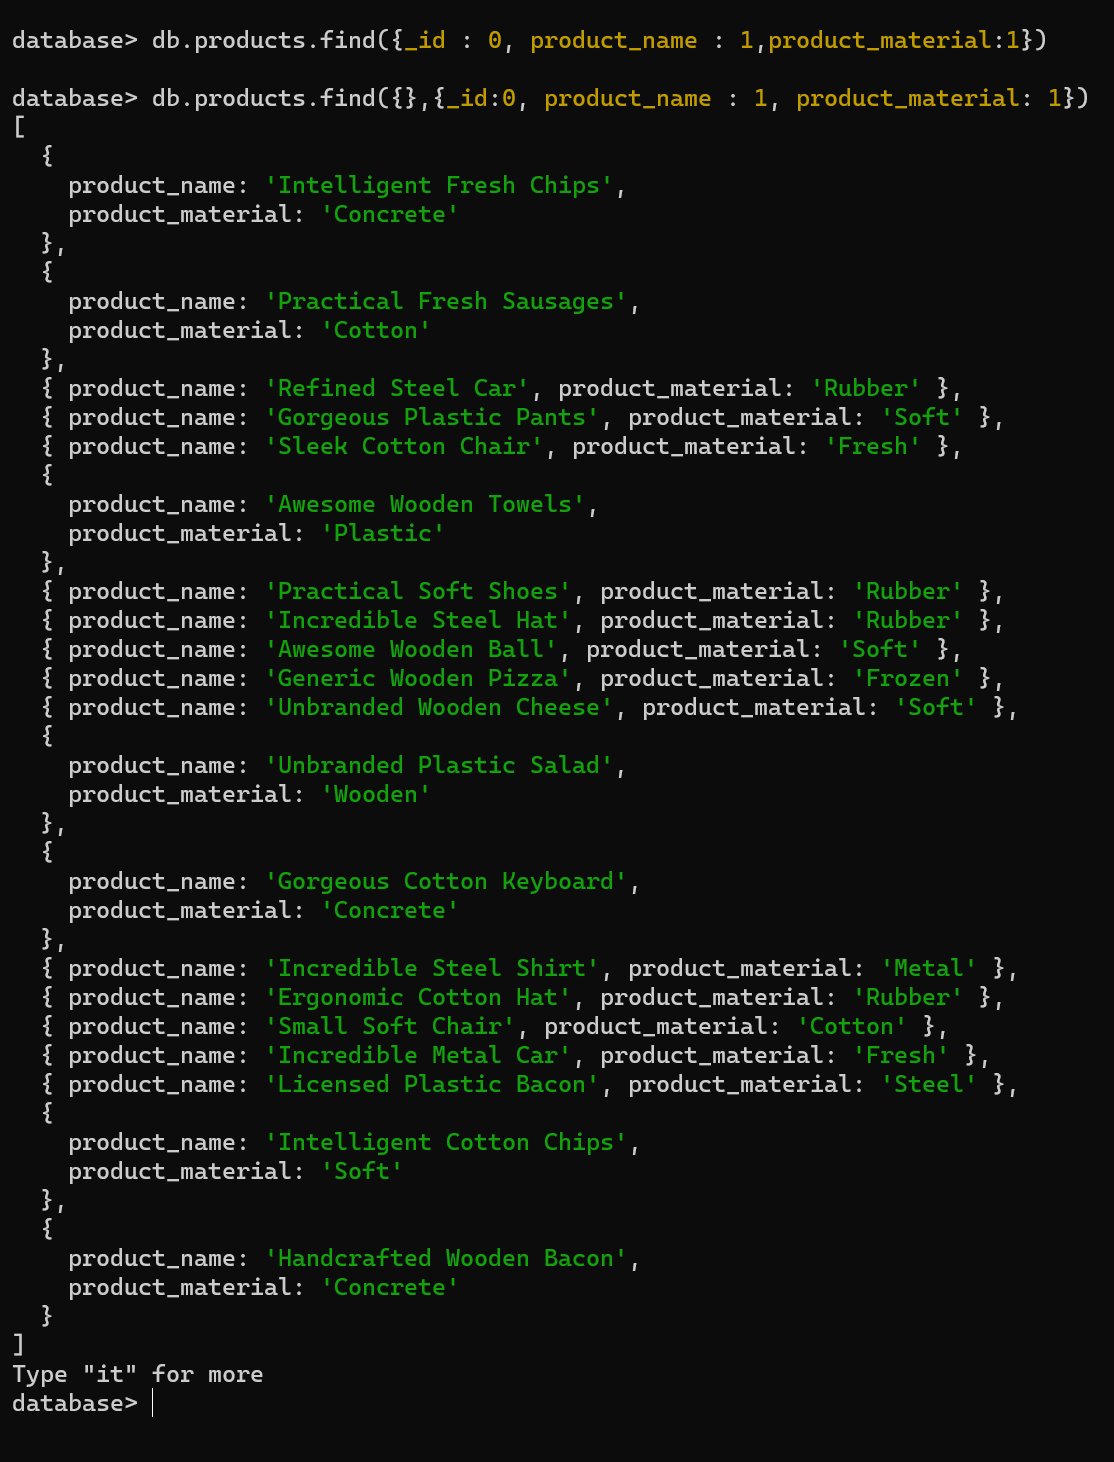 database> db.products.find({_id : 0, product_name : 1,product_material:1})
database> db.products.find({},{_id:0, product_name : 1, product_material: 1})
[
  {
    product_name: 'Intelligent Fresh Chips',
    product_material: 'Concrete'
  },
  {
    product_name: 'Practical Fresh Sausages',
    product_material: 'Cotton'
  },
  { product_name: 'Refined Steel Car', product_material: 'Rubber' },
  { product_name: 'Gorgeous Plastic Pants', product_material: 'Soft' },
  { product_name: 'Sleek Cotton Chair', product_material: 'Fresh' },
  {
    product_name: 'Awesome Wooden Towels',
    product_material: 'Plastic'
  },
  { product_name: 'Practical Soft Shoes', product_material: 'Rubber' },
  { product_name: 'Incredible Steel Hat', product_material: 'Rubber' },
  { product_name: 'Awesome Wooden Ball', product_material: 'Soft' },
  { product_name: 'Generic Wooden Pizza', product_material: 'Frozen' },
  { product_name: 'Unbranded Wooden Cheese', product_material: 'Soft' },
  {
    product_name: 'Unbranded Plastic Salad',
    product_material: 'Wooden'
  },
  {
    product_name: 'Gorgeous Cotton Keyboard',
    product_material: 'Concrete'
  },
  { product_name: 'Incredible Steel Shirt', product_material: 'Metal' },
  { product_name: 'Ergonomic Cotton Hat', product_material: 'Rubber' },
  { product_name: 'Small Soft Chair', product_material: 'Cotton' },
  { product_name: 'Incredible Metal Car', product_material: 'Fresh' },
  { product_name: 'Licensed Plastic Bacon', product_material: 'Steel' },
  {
    product_name: 'Intelligent Cotton Chips',
    product_material: 'Soft'
  },
  {
    product_name: 'Handcrafted Wooden Bacon',
    product_material: 'Concrete'
  }
]
Type "it" for more
database>